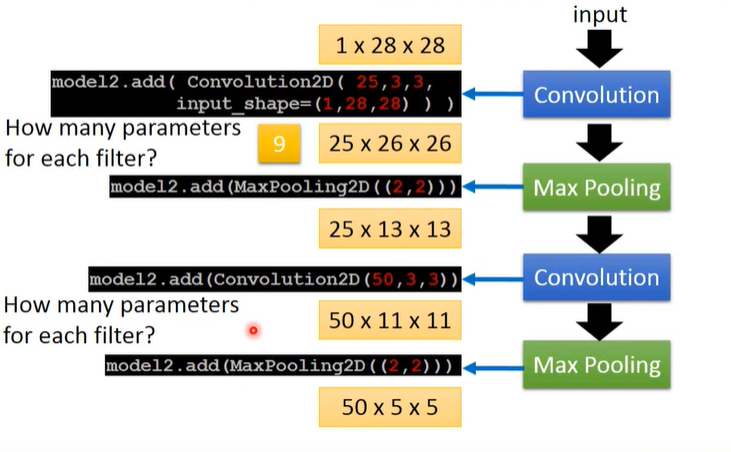 input
1 x 28 x 28
model2.add( Convolution2D( 25,3,3,
input_shape=(1,28,28) ) )
Convolution
How many parameters
for each filter?
9
25 x 26 x 26
model2.add(MaxPooling2D((2,2)))
Max Pooling
25 x 13 x 13
model2.add(Convolution2D(50,3,3))
Convolution
How many parameters
for each filter?
50 x 11 x 11
model2.add(MaxPooling2D((2,2)))
Max Pooling
50 x 5 x 5